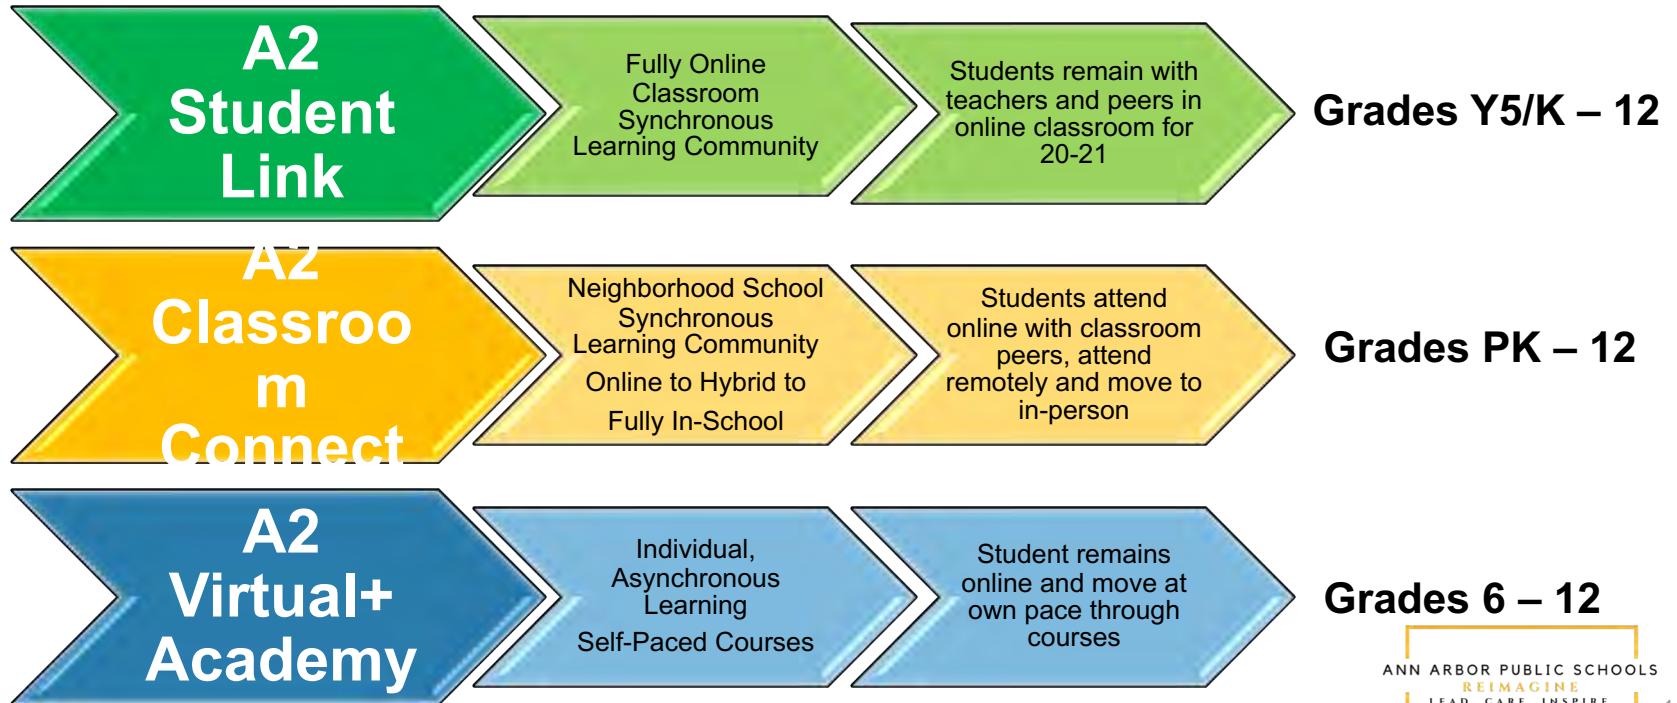 A2
Student
Link
Fully Online
Classroom
Synchronous
Learning Community
Students remain with
teachers and peers in
online classroom for
20-21
Grades Y5/K – 12
A2
Classroo
m
Connect
Neighborhood School
Synchronous
Learning Community
Online to Hybrid to
Fully In-School
Students attend
online with classroom
peers, attend
remotely and move to
in-person
Grades PK – 12
A2
Virtual+
Academy
Individual,
Asynchronous
Learning
Self-Paced Courses
Student remains
online and move at
own pace through
courses
Grades 6 – 12
ANN ARBOR PUBLIC SCHOOLS
REIMAGINE
LEAD CARE INSPIRE